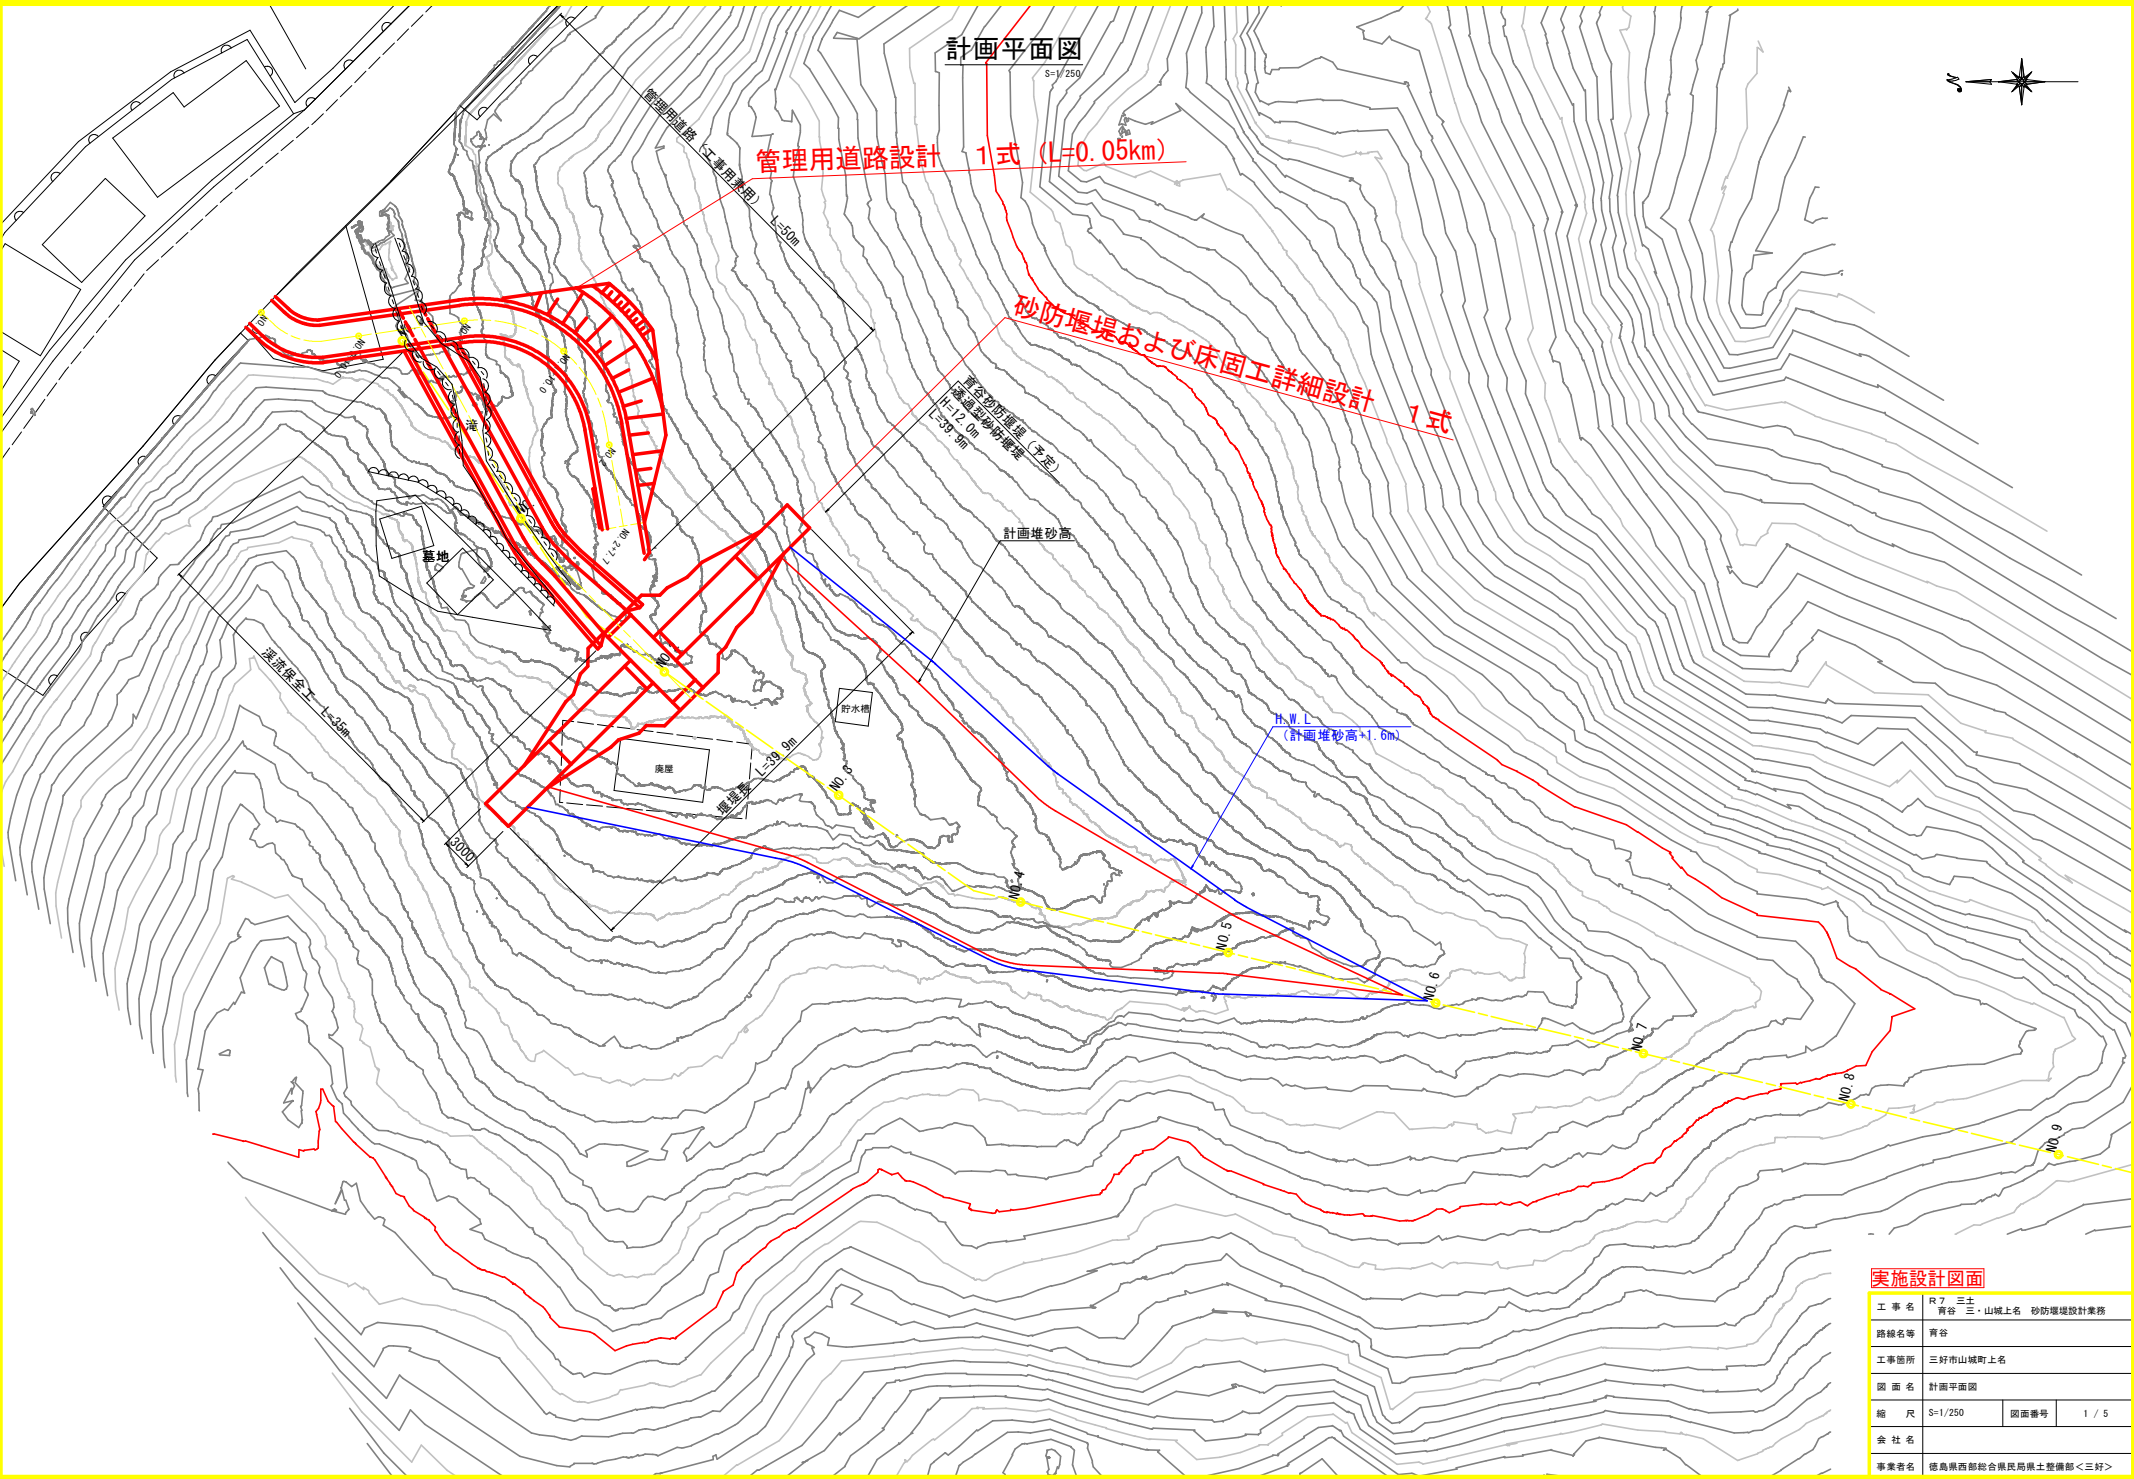 計画平面図
S=1/250
管理用道路（工事用兼用） L=50m
管理用道路設計 1式（L=0.05km）
砂防堰堤および床固工詳細設計 1式
育谷砂防堰堤（予定）
透過型砂防堰堤
H=12.0m
L=39.9m
計画堆砂高
H.W.L
（計画堆砂高+1.6m）
滝
墓地
渓流保全工 L=35m
貯水槽
廃屋
堰堤長 L=39.9m
3000
NO.2+7.7
NO.3
NO.4
NO.5
NO.6
NO.7
NO.8
NO.9
実施設計図面
工事名 R7 三土
育谷 三・山城上名 砂防堰堤設計業務
路線名等 育谷
工事箇所 三好市山城町上名
図面名 計画平面図
縮尺 S=1/250 図面番号 1 / 5
会社名
事業者名 徳島県西部総合県民局県土整備部＜三好＞